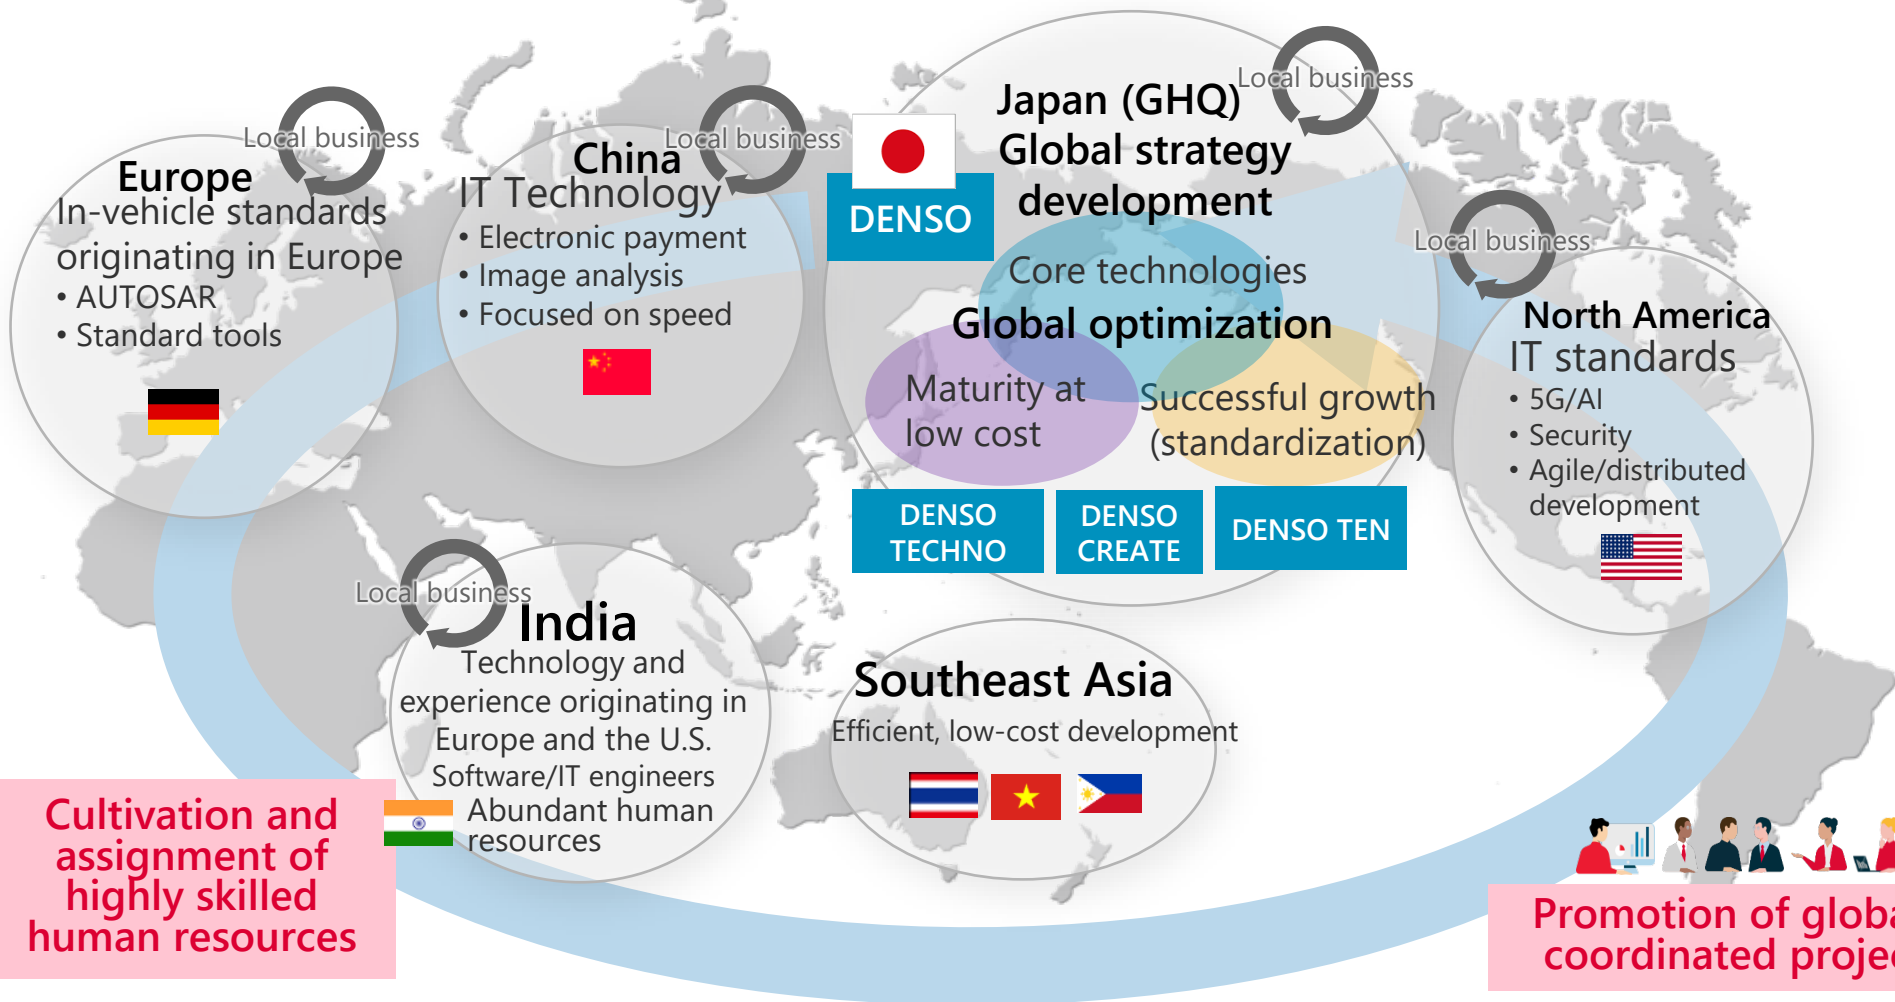 Local business
Europe
In-vehicle standards
originating in Europe
• AUTOSAR
• Standard tools
Local business
China
IT Technology
• Electronic payment
• Image analysis
• Focused on speed
Local business
Japan (GHQ)
Global strategy
development
DENSO
Core technologies
Global optimization
Maturity at
low cost
Successful growth
(standardization)
DENSO
TECHNO
DENSO
CREATE
DENSO TEN
Local business
North America
IT standards
• 5G/AI
• Security
• Agile/distributed
development
Local business
India
Technology and
experience originating in
Europe and the U.S.
Software/IT engineers
Abundant human
resources
Southeast Asia
Efficient, low-cost development
Cultivation and
assignment of
highly skilled
human resources
Promotion of
coordinated